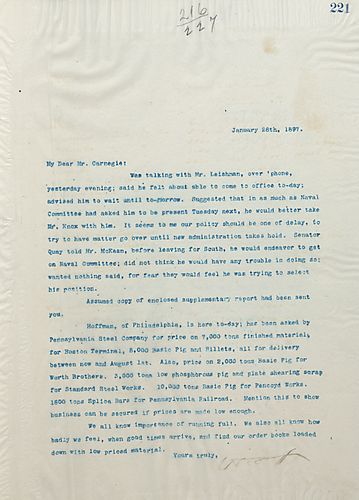 216
227
221
January 28th, 1897.
My Dear Mr. Carnegie:
Was talking with Mr. Leishman, over 'phone,
yesterday evening; said he felt about able to come to office to-day;
advised him to wait until to-morrow. Suggested that in as much as Naval
Committee had asked him to be present Tuesday next, he would better take
Mr. Knox with him. It seems to me our policy should be one of delay, to
try to have matter go over until new administration takes hold. Senator
Quay told Mr. McKean, before leaving for South, he would endeavor to get
on Naval Committee; did not think he would have any trouble in doing so;
wanted nothing said, for fear they would feel he was trying to select
his position.
Assumed copy of enclosed supplementary report had been sent
you.
Hoffman, of Philadelphia, is here to-day; has been asked by
Pennsylvania Steel Company for price on 7,000 tons finished material,
for Boston Terminal, 8,000 Basic Pig and Billets, all for delivery
between now and August 1st. Also, price on 2,000 tons Basic Pig for
Worth Brothers. 3,000 tons low phosphorous pig and plate shearing scrap
for Standard Steel Works. 10,000 tons Basic Pig for Pencoyd Works.
1500 tons Splice Bars for Pennsylvania Railroad. Mention this to show
business can be secured if prices are made low enough.
We all know importance of running full. We also all know how
badly we feel, when good times arrive, and find our order books loaded
down with low priced material.
Yours truly,